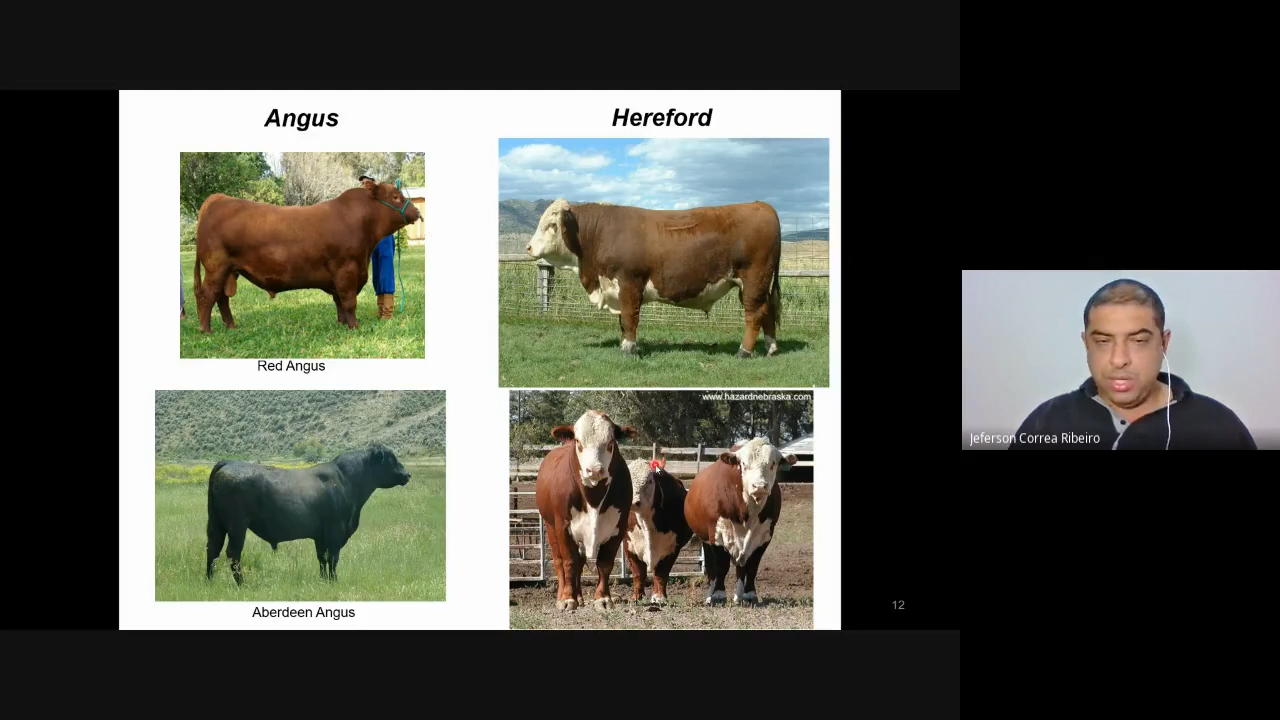 Angus
Hereford
Red Angus
www.hazardnebraska.com
Aberdeen Angus
12
Jeferson Correa Ribeiro